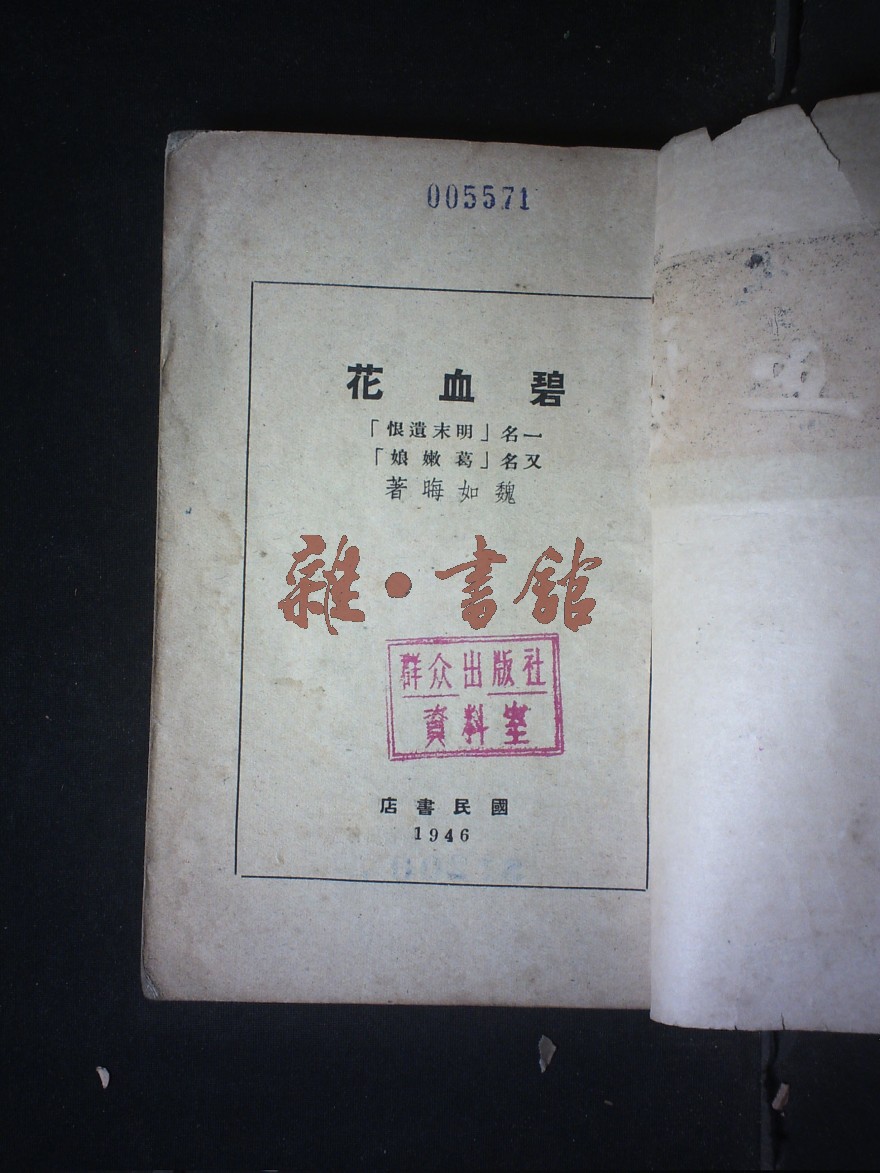 005571
碧血花
一名「明末遺恨」
又名「葛嫩娘」
魏如晦著
雜·書館
群众出版社
資料室
國民書店
1946